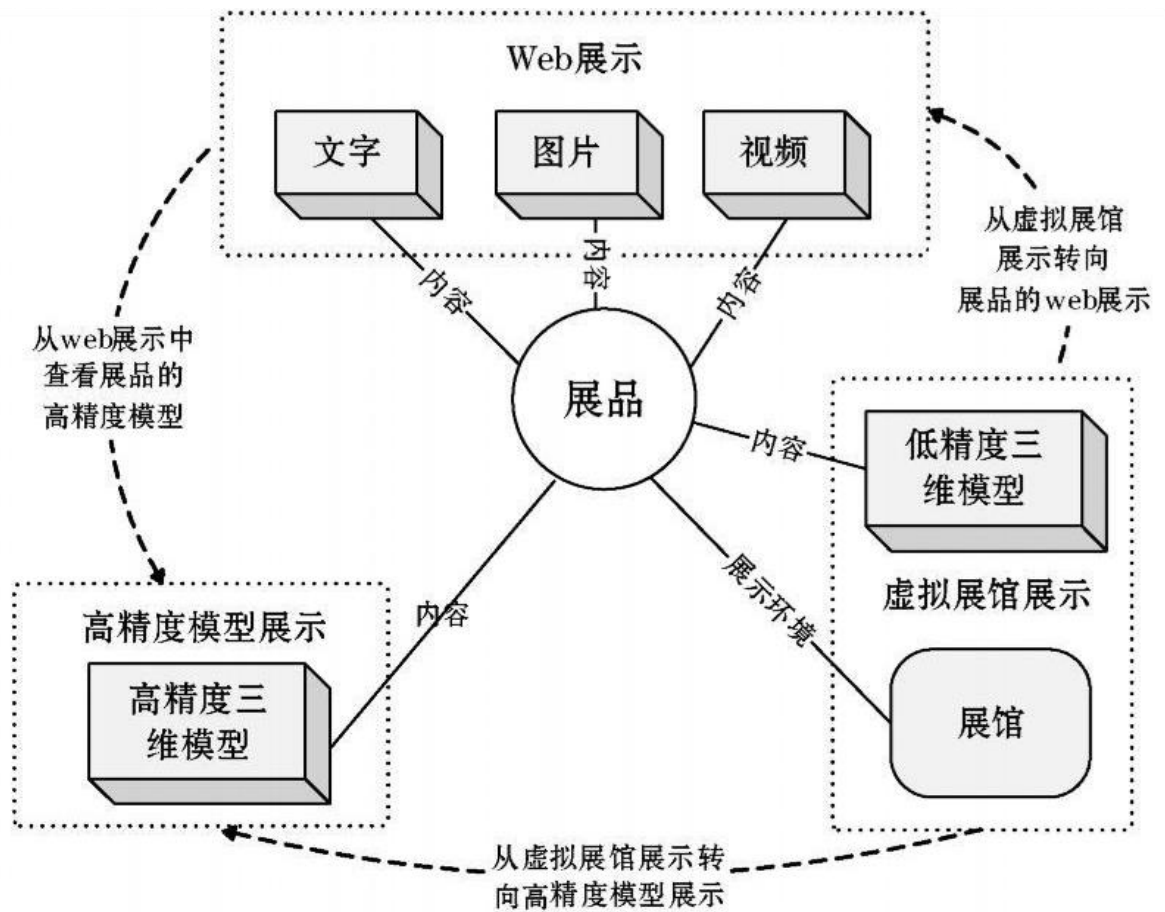 Web展示
文字
图片
视频
内容
内容
内容
从虚拟展馆
展示转向
展品的web展示
从web展示中
查看展品的
高精度模型
展品
内容
低精度三
维模型
展示环境
虚拟展馆展示
展馆
内容
高精度模型展示
高精度三
维模型
从虚拟展馆展示转
向高精度模型展示